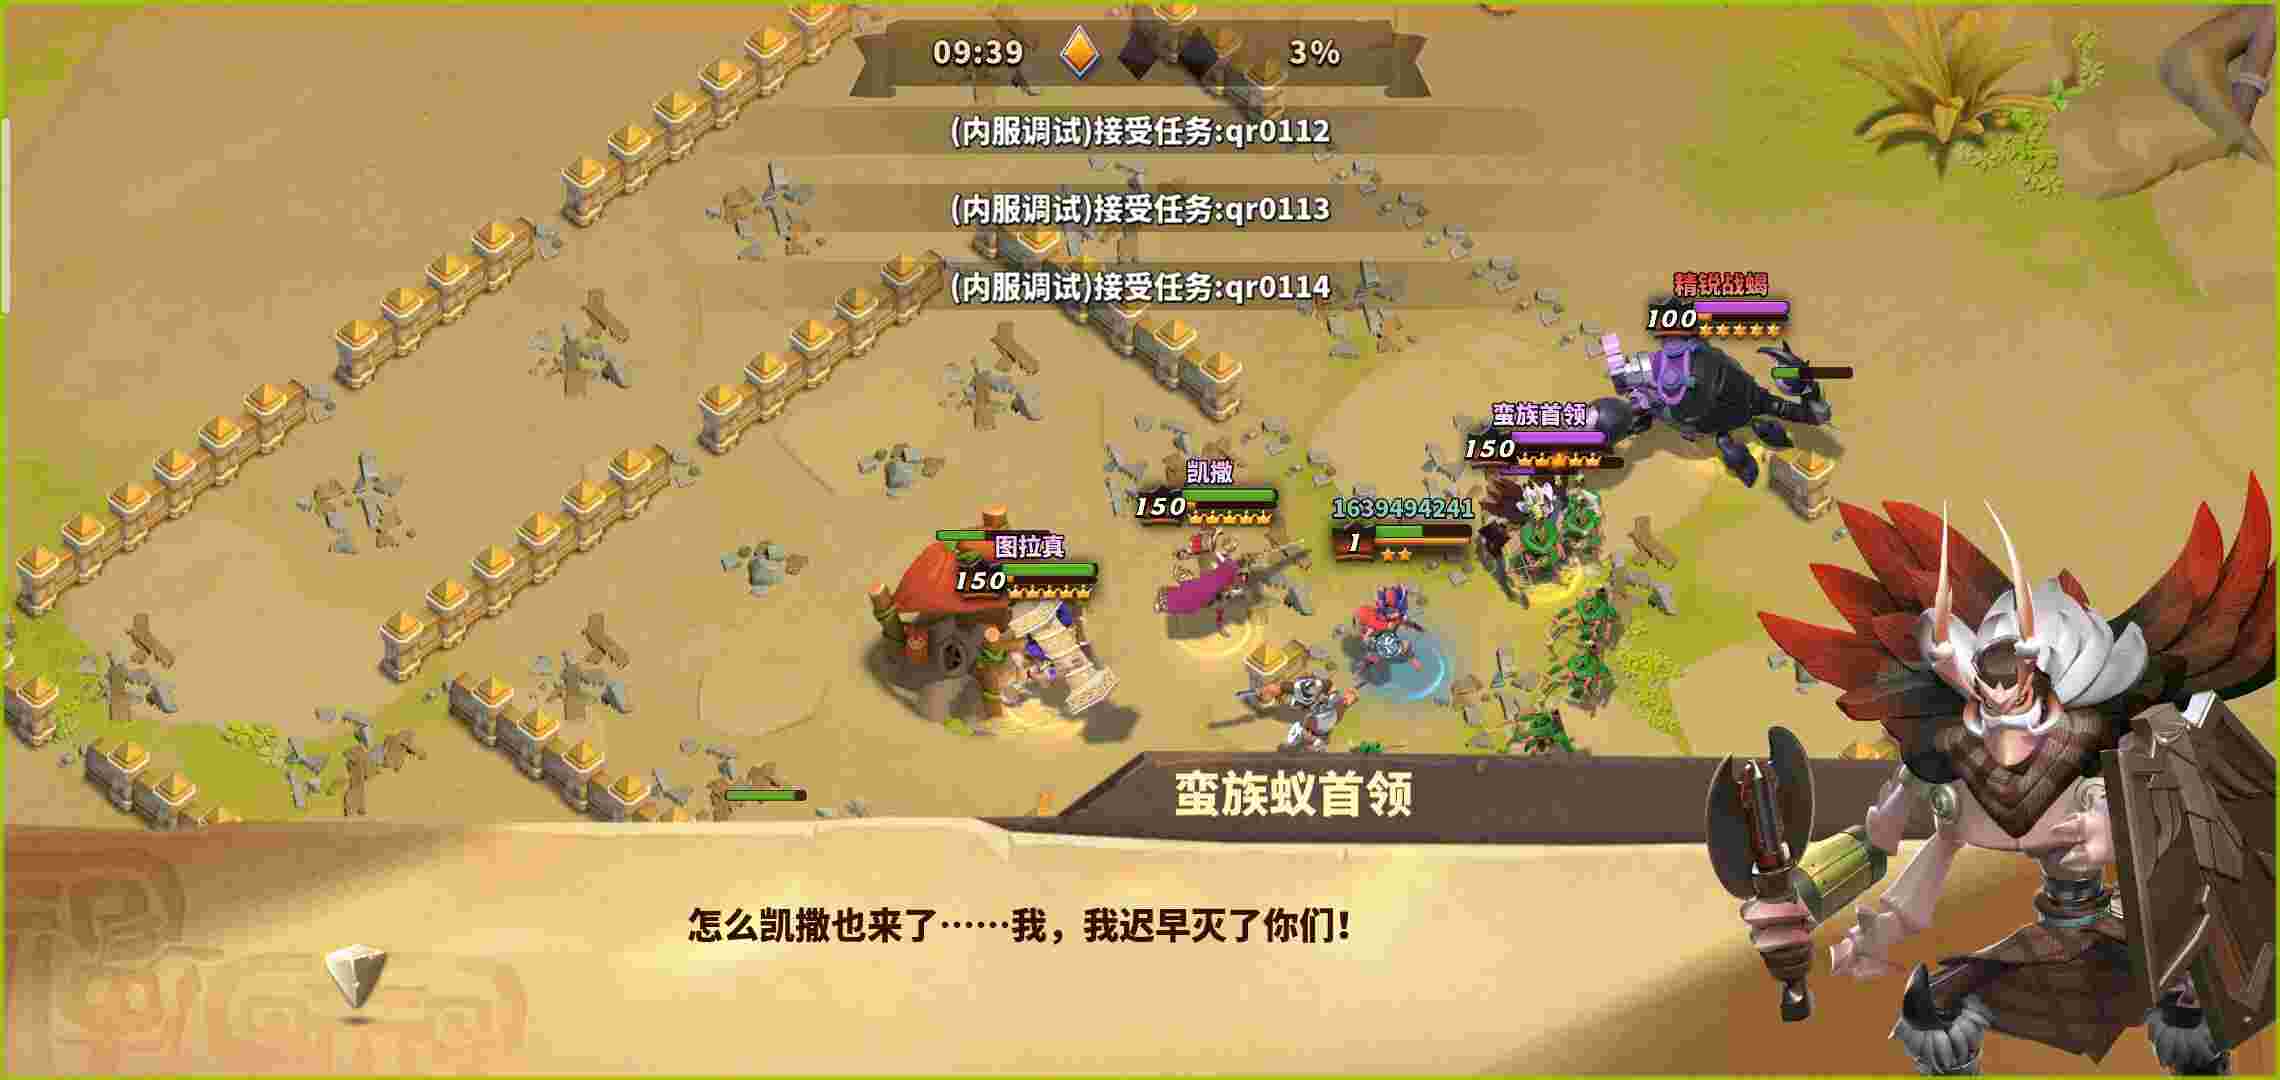 09:39 3%
(内服调试)接受任务:qr0112
(内服调试)接受任务:qr0113
(内服调试)接受任务:qr0114
精锐战蝎
100
蛮族首领
150
凯撒
150
1639494241
1
图拉真
150
蛮族蚁首领
怎么凯撒也来了……我，我迟早灭了你们！